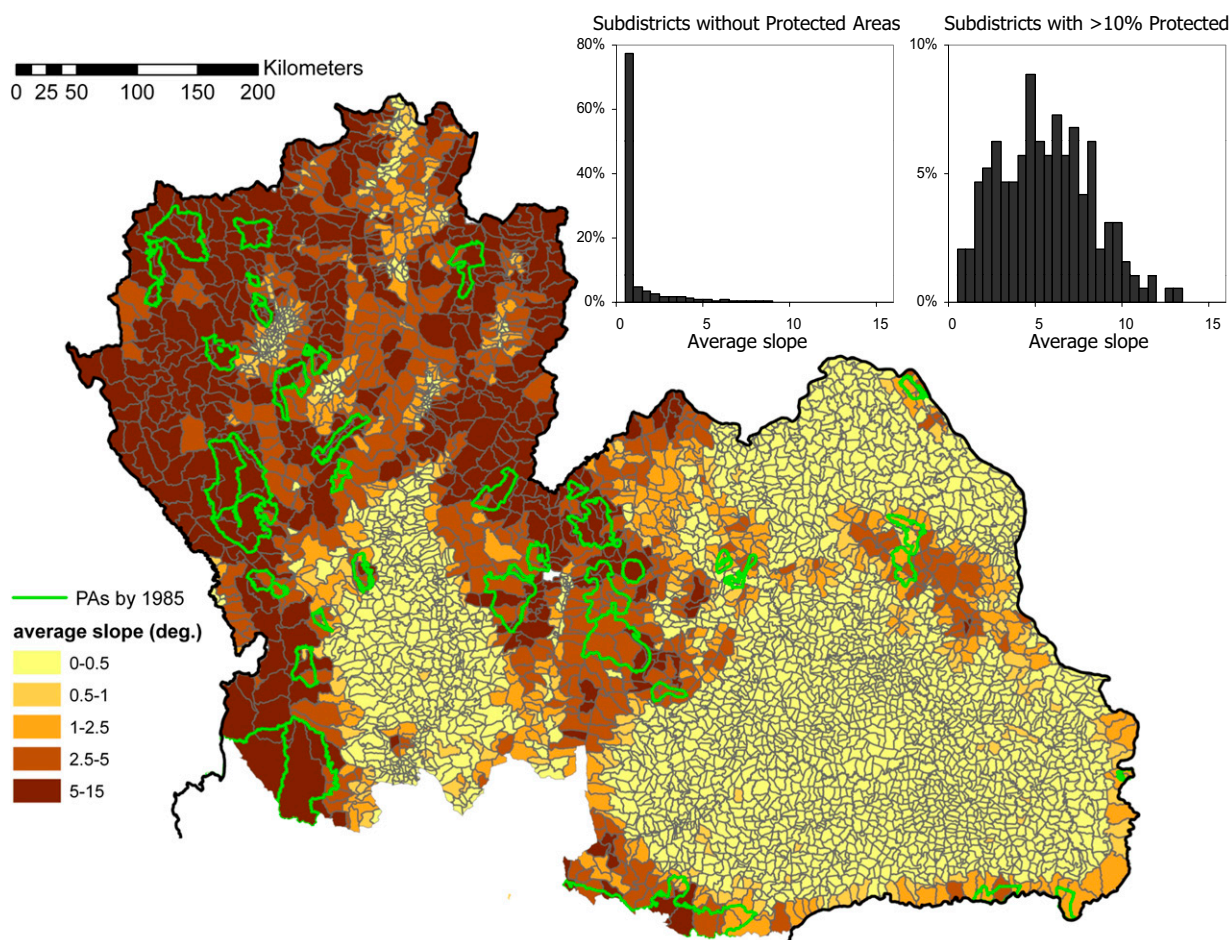 Subdistricts without Protected Areas
80%
60%
40%
20%
0%
0 5 10 15
Average slope
Subdistricts with >10% Protected
10%
5%
0%
0 5 10 15
Average slope
Kilometers
0 25 50 100 150 200
PAs by 1985
average slope (deg.)
0-0.5
0.5-1
1-2.5
2.5-5
5-15